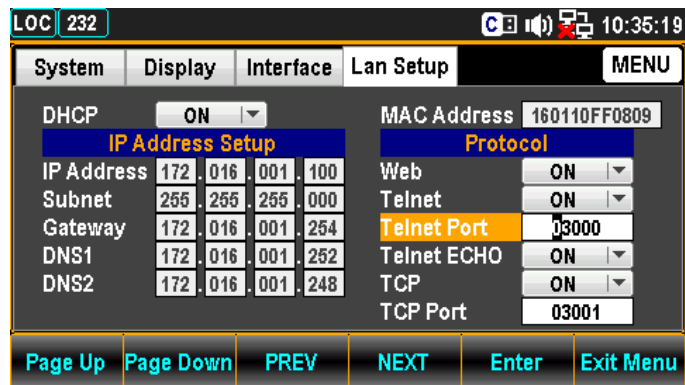 LOC 232 C 10:35:19
System Display Interface Lan Setup MENU
DHCP ON MAC Address 160110FF0809
IP Address Setup Protocol
IP Address 172 . 016 . 001 . 100 Web ON
Subnet 255 . 255 . 255 . 000 Telnet ON
Gateway 172 . 016 . 001 . 254 Telnet Port 03000
DNS1 172 . 016 . 001 . 252 Telnet ECHO ON
DNS2 172 . 016 . 001 . 248 TCP ON
TCP Port 03001
Page Up Page Down PREV NEXT Enter Exit Menu